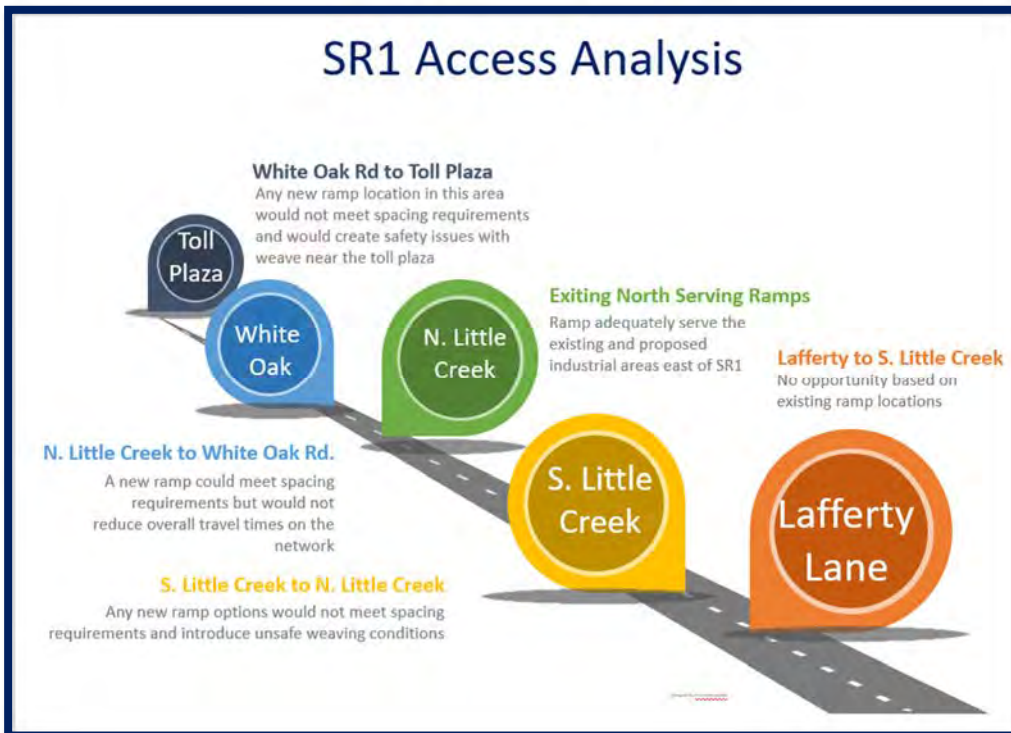 SR1 Access Analysis
White Oak Rd to Toll Plaza
Any new ramp location in this area
would not meet spacing requirements
and would create safety issues with
weave near the toll plaza
Toll
Plaza
White
Oak
N. Little
Creek
Exiting North Serving Ramps
Ramp adequately serve the
existing and proposed
industrial areas east of SR1
Lafferty to S. Little Creek
No opportunity based on
existing ramp locations
N. Little Creek to White Oak Rd.
A new ramp could meet spacing
requirements but would not
reduce overall travel times on the
network
S. Little
Creek
Lafferty
Lane
S. Little Creek to N. Little Creek
Any new ramp options would not meet spacing
requirements and introduce unsafe weaving conditions